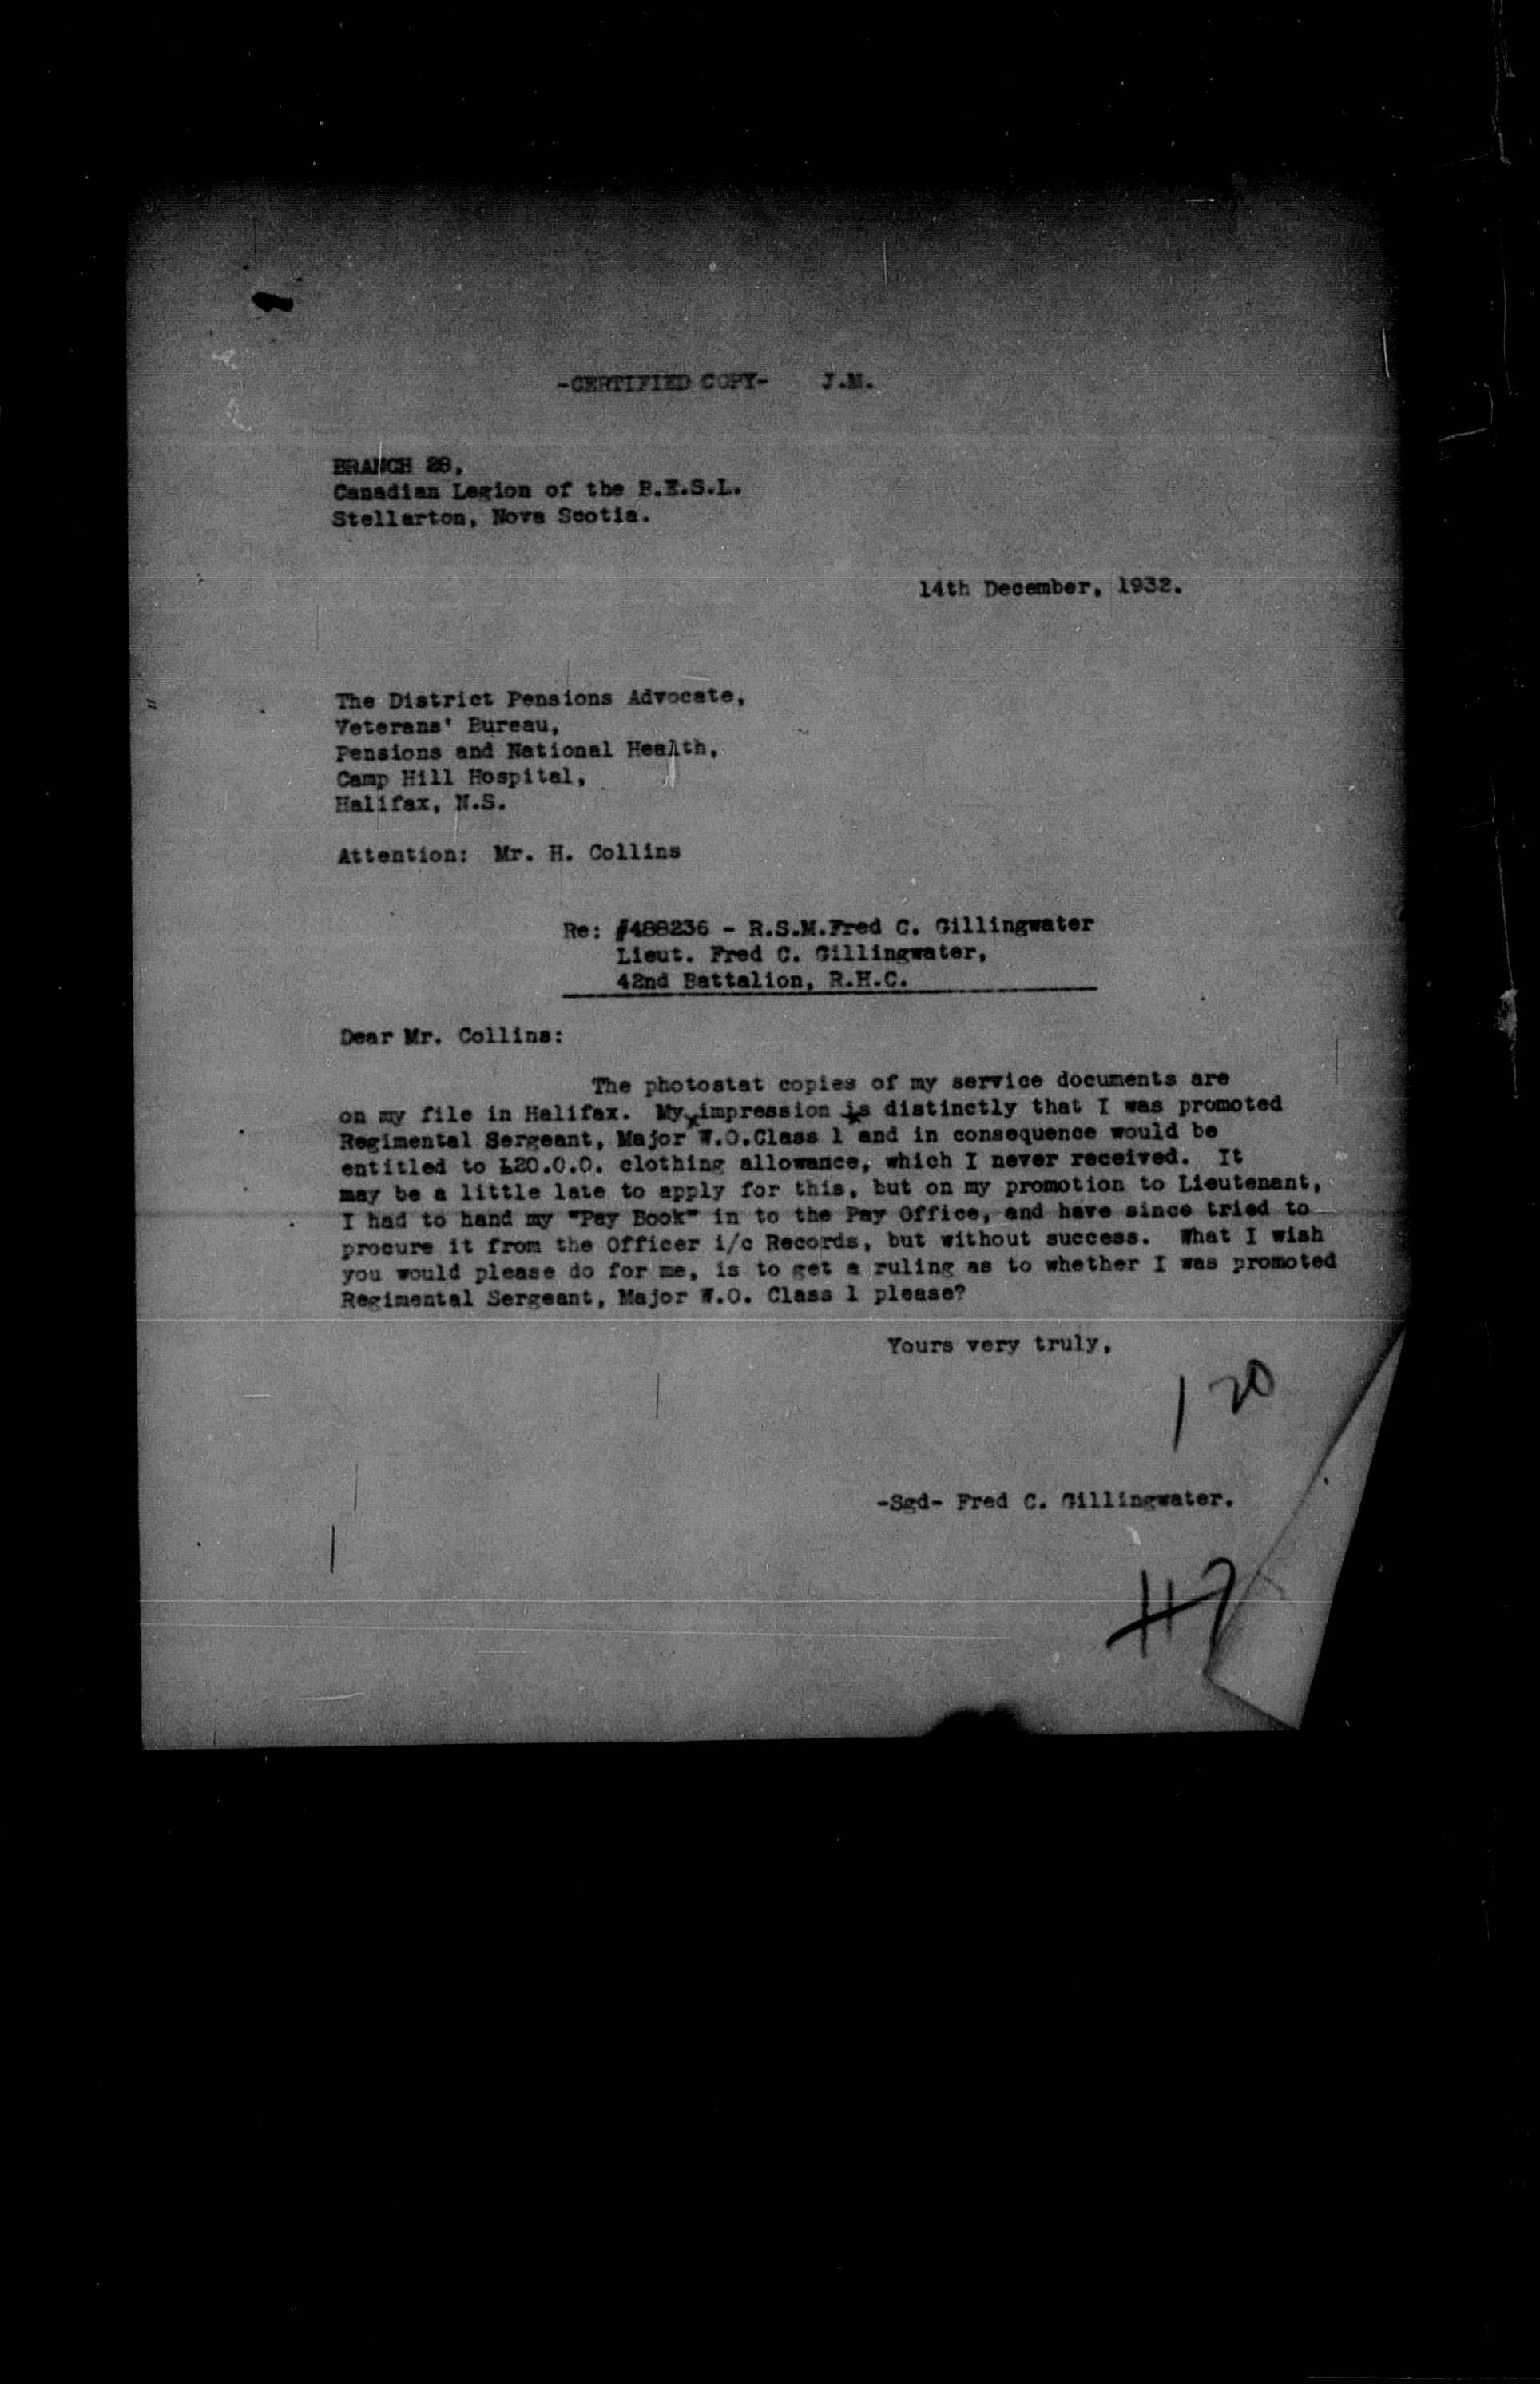 -CERTIFIED COPY- J.M.
BRANCH 28,
Canadian Legion of the B.E.S.L.
Stellarton, Nova Scotia.
14th December, 1932.
The District Pensions Advocate,
Veterans' Bureau,
Pensions and National Health,
Camp Hill Hospital,
Halifax, N.S.
Attention: Mr. H. Collins
Re: #488236 - R.S.M.Fred C. Gillingwater
Lieut. Fred C. Gillingwater,
42nd Battalion, R.H.C.
Dear Mr. Collins:
The photostat copies of my service documents are
on my file in Halifax. My impression is distinctly that I was promoted
Regimental Sergeant, Major W.O.Class 1 and in consequence would be
entitled to £20.0.0. clothing allowance, which I never received. It
may be a little late to apply for this, but on my promotion to Lieutenant,
I had to hand my "Pay Book" in to the Pay Office, and have since tried to
procure it from the Officer i/c Records, but without success. What I wish
you would please do for me, is to get a ruling as to whether I was promoted
Regimental Sergeant, Major W.O. Class 1 please?
Yours very truly,
120
-Sgd- Fred C. Gillingwater.